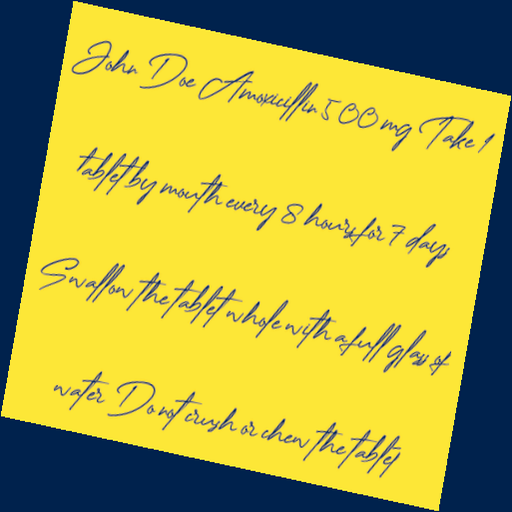 John Doe Amoxicillin 500 mg Take 1
tablet by mouth every 8 hours for 7 days
Swallow the tablet whole with a full glass of
water Do not crush or chew the tablet